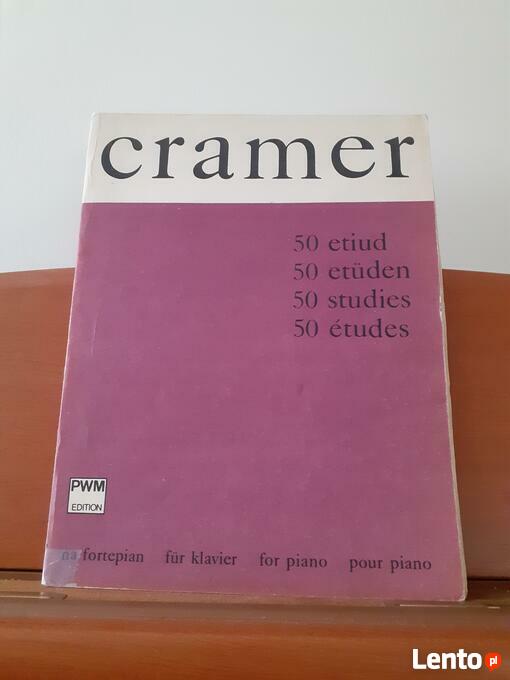 cramer
50 etiud
50 etüden
50 studies
50 études
PWM
EDITION
na fortepian für klavier for piano pour piano
Lento pl